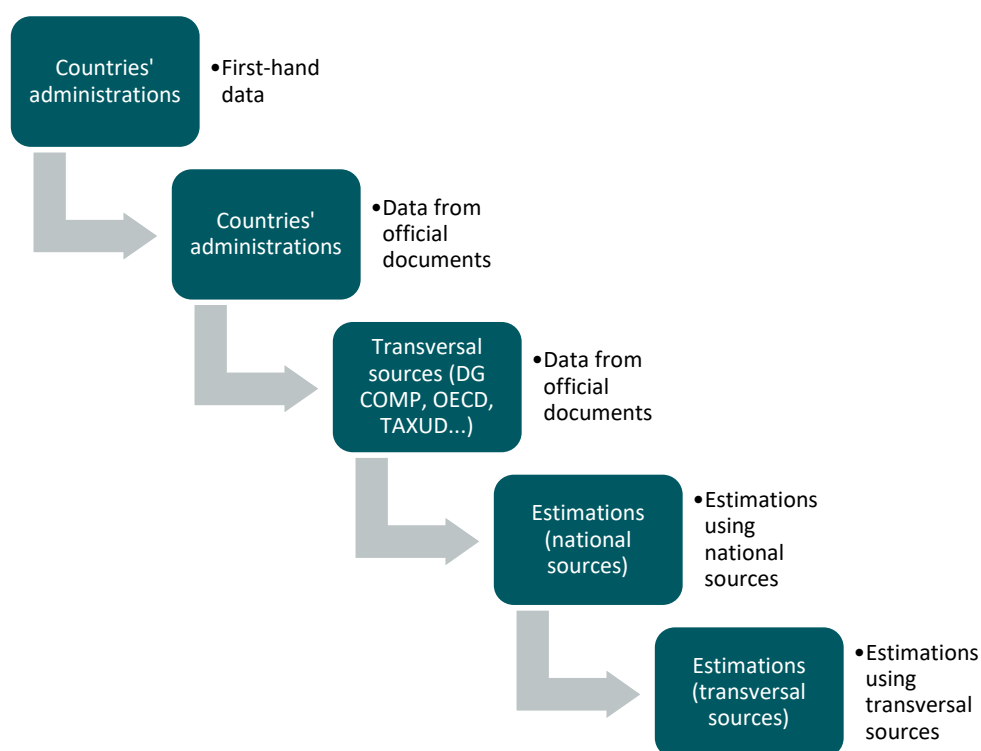 Countries'
administrations
•First-hand
data
Countries'
administrations
•Data from
official
documents
Transversal
sources (DG
COMP, OECD,
TAXUD...)
•Data from
official
documents
Estimations
(national
sources)
•Estimations
using
national
sources
Estimations
(transversal
sources)
•Estimations
using
transversal
sources